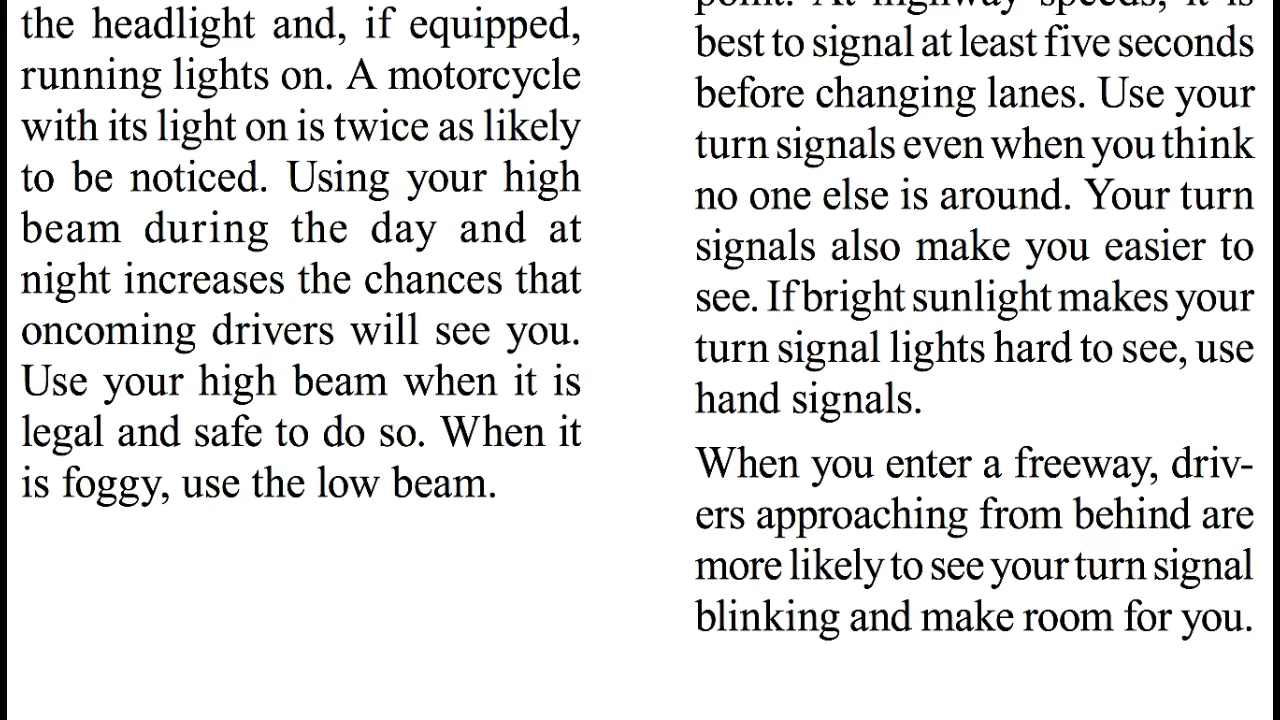 the headlight and, if equipped,
running lights on. A motorcycle
with its light on is twice as likely
to be noticed. Using your high
beam during the day and at
night increases the chances that
oncoming drivers will see you.
Use your high beam when it is
legal and safe to do so. When it
is foggy, use the low beam.
point. At highway speeds, it is
best to signal at least five seconds
before changing lanes. Use your
turn signals even when you think
no one else is around. Your turn
signals also make you easier to
see. If bright sunlight makes your
turn signal lights hard to see, use
hand signals.
When you enter a freeway, driv-
ers approaching from behind are
more likely to see your turn signal
blinking and make room for you.